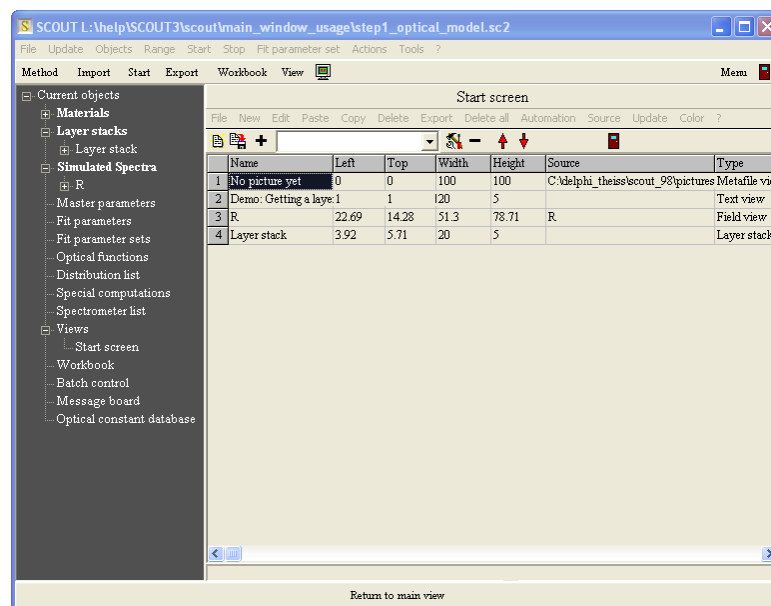 SCOUT L:\help\SCOUT3\scout\main_window_usage\step1_optical_model.sc2
File Update Objects Range Start Stop Fit parameter set Actions Tools ?
Method Import Start Export Workbook View Menu
Current objects
Materials
Layer stacks
Layer stack
Simulated Spectra
R
Master parameters
Fit parameters
Fit parameter sets
Optical functions
Distribution list
Special computations
Spectrometer list
Views
Start screen
Workbook
Batch control
Message board
Optical constant database
Start screen
File New Edit Paste Copy Delete Export Delete all Automation Source Update Color ?
Name Left Top Width Height Source Type
1 No picture yet 0 0 100 100 C:\delphi_theiss\scout_98\pictures Metafile vi
2 Demo: Getting a laye 1 1 20 5 Text view
3 R 22.69 14.28 51.3 78.71 R Field view
4 Layer stack 3.92 5.71 20 5 Layer stack
Return to main view